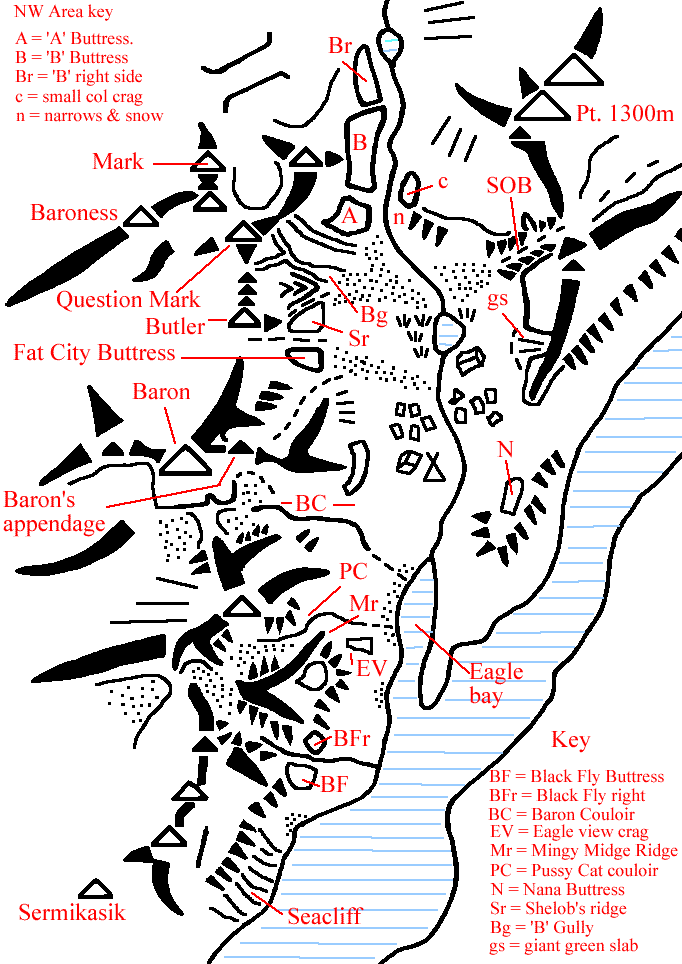 NW Area key
A = 'A' Buttress.
B = 'B' Buttress
Br = 'B' right side
c = small col crag
n = narrows & snow
Br
Pt. 1300m
B
Mark
c
SOB
Baroness
A
n
Question Mark
gs
Bg
Butler
Sr
Fat City Buttress
Baron
N
Baron's
appendage
BC
PC
Mr
EV
Eagle
bay
BFr
BF
Key
BF = Black Fly Buttress
BFr = Black Fly right
BC = Baron Couloir
EV = Eagle view crag
Mr = Mingy Midge Ridge
PC = Pussy Cat couloir
N = Nana Buttress
Sr = Shelob's ridge
Bg = 'B' Gully
gs = giant green slab
Sermikasik
Seacliff